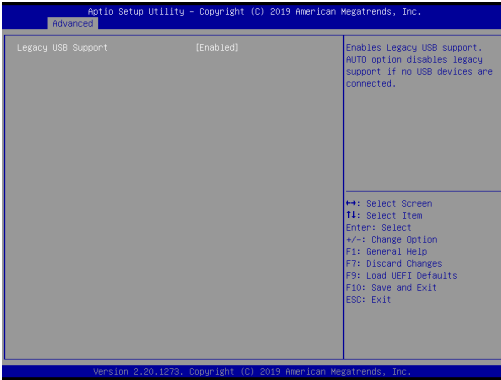 Aptio Setup Utility – Copyright (C) 2019 American Megatrends, Inc.
Advanced
Legacy USB Support [Enabled]
Enables Legacy USB support.
AUTO option disables legacy
support if no USB devices are
connected.
↔: Select Screen
↑↓: Select Item
Enter: Select
+/-: Change Option
F1: General Help
F7: Discard Changes
F9: Load UEFI Defaults
F10: Save and Exit
ESC: Exit
Version 2.20.1273. Copyright (C) 2019 American Megatrends, Inc.